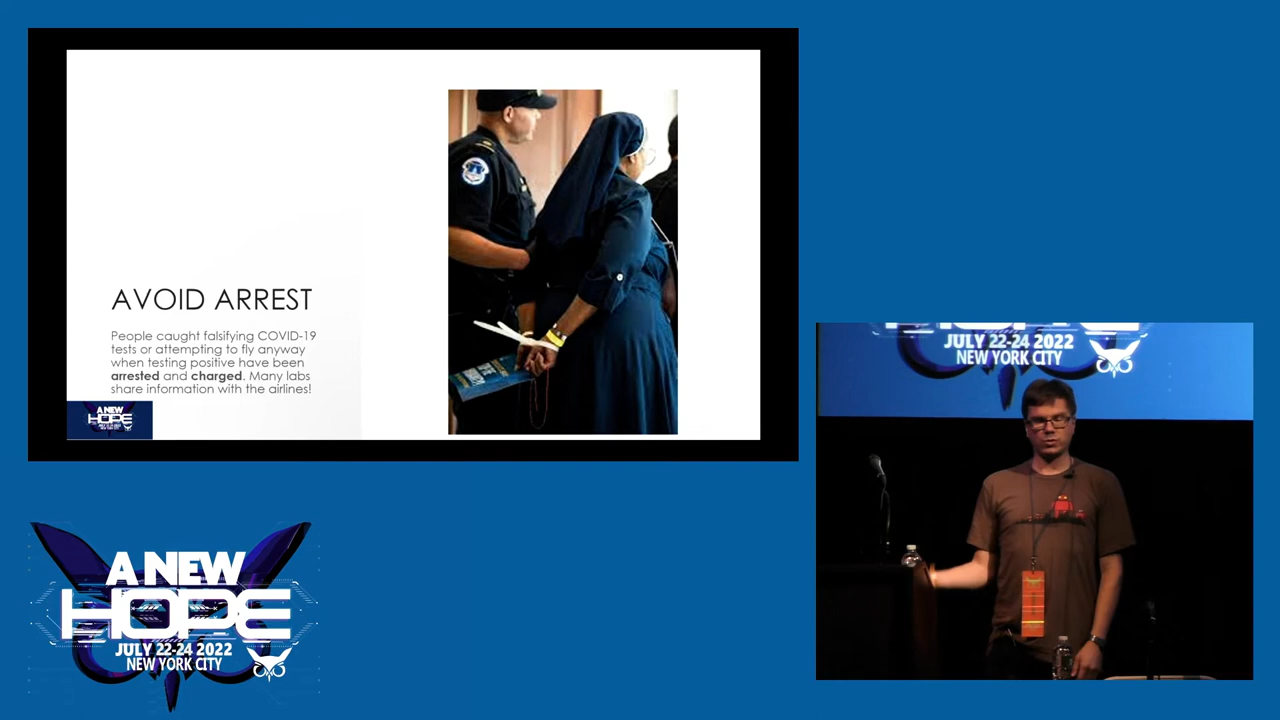 AVOID ARREST
People caught falsifying COVID-19
tests or attempting to fly anyway
when testing positive have been
arrested and charged. Many labs
share information with the airlines!
A NEW
HOPE
A NEW
HOPE
JULY 22-24 2022
NEW YORK CITY
JULY 22-24 2022
NEW YORK CITY